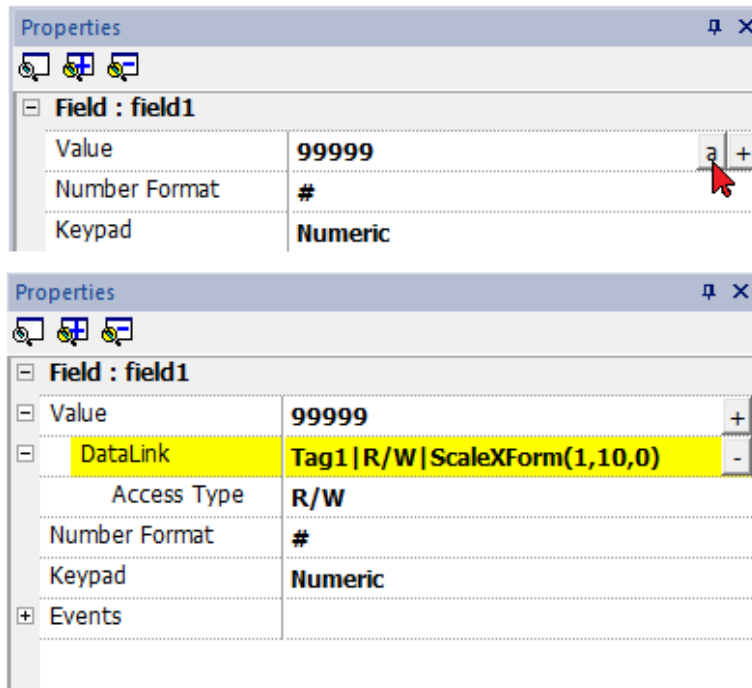 Properties
Field : field1
Value 99999 a +
Number Format #
Keypad Numeric
Properties
Field : field1
Value 99999 +
DataLink Tag1|R/W|ScaleXForm(1,10,0) -
Access Type R/W
Number Format #
Keypad Numeric
Events